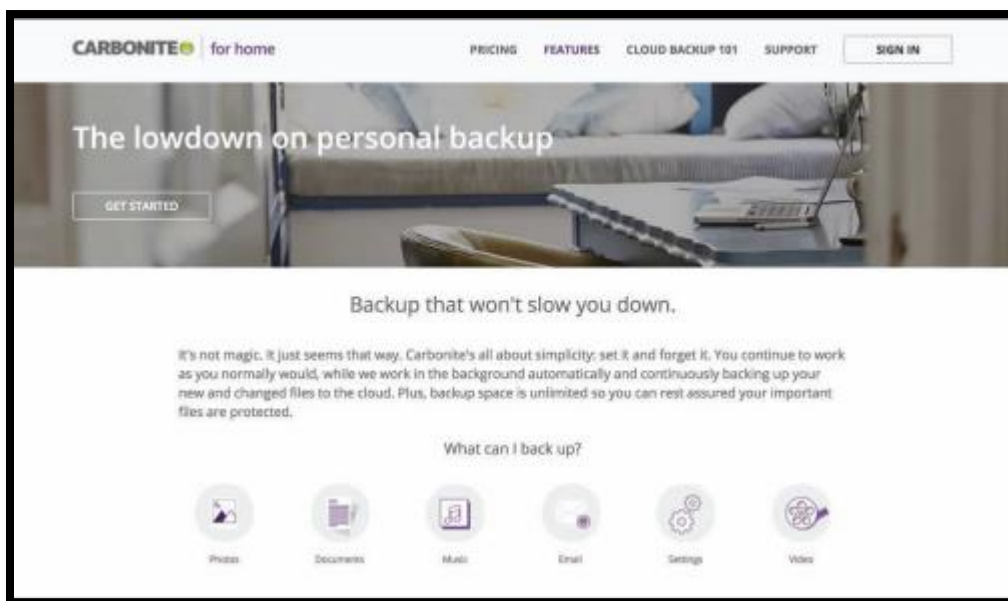 CARBONITE for home
PRICING FEATURES CLOUD BACKUP 101 SUPPORT SIGN IN
The lowdown on personal backup
GET STARTED
Backup that won't slow you down.
It's not magic. It just seems that way. Carbonite's all about simplicity: set it and forget it. You continue to work
as you normally would, while we work in the background automatically and continuously backing up your
new and changed files to the cloud. Plus, backup space is unlimited so you can rest assured your important
files are protected.
What can I back up?
Photos Documents Music Email Settings Video